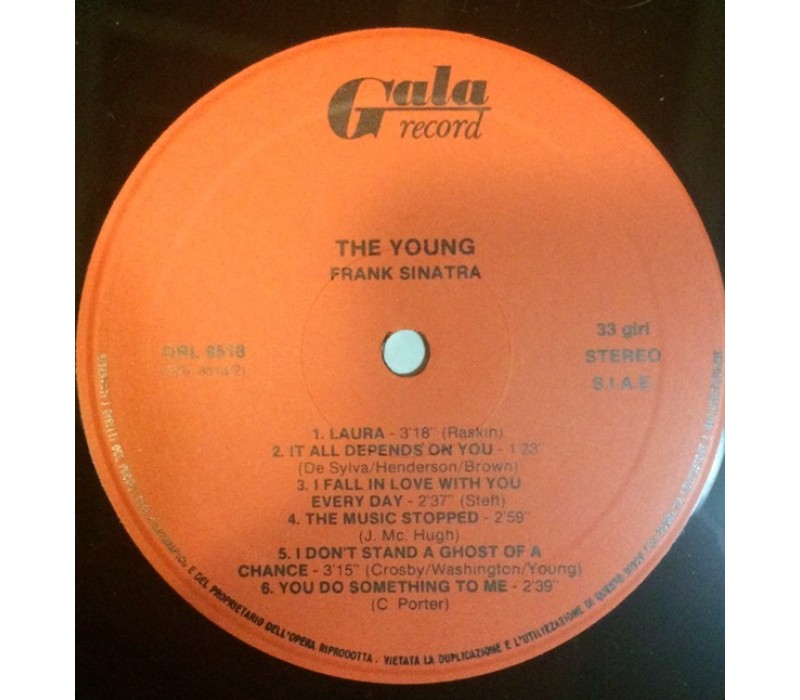 Gala
record
THE YOUNG
FRANK SINATRA
33 giri
STEREO
S.I.A.E.
1. LAURA - 3'18" (Raskin)
2. IT ALL DEPENDS ON YOU - 1'23"
(De Sylva/Henderson/Brown)
3. I FALL IN LOVE WITH YOU
EVERY DAY - 2'37" (Steft)
4. THE MUSIC STOPPED - 2'59"
(J. Mc. Hugh)
5. I DON'T STAND A GHOST OF A
CHANCE - 3'15" (Crosby/Washington/Young)
6. YOU DO SOMETHING TO ME - 2'39"
(C. Porter)
E DEL PROPRIETARIO DELL'OPERA RIPRODOTTA . VIETATA LA DUPLICAZIONE E L'UTILIZZAZIONE DI QUESTO